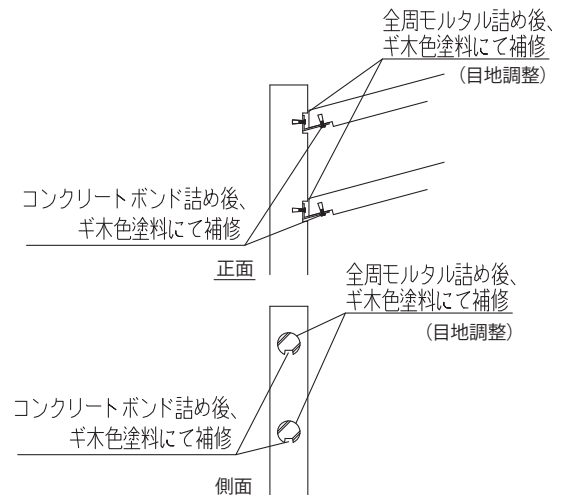 全周モルタル詰め後、
ギ木色塗料にて補修
（目地調整）
コンクリートボンド詰め後、
ギ木色塗料にて補修
正面
全周モルタル詰め後、
ギ木色塗料にて補修
（目地調整）
コンクリートボンド詰め後、
ギ木色塗料にて補修
側面